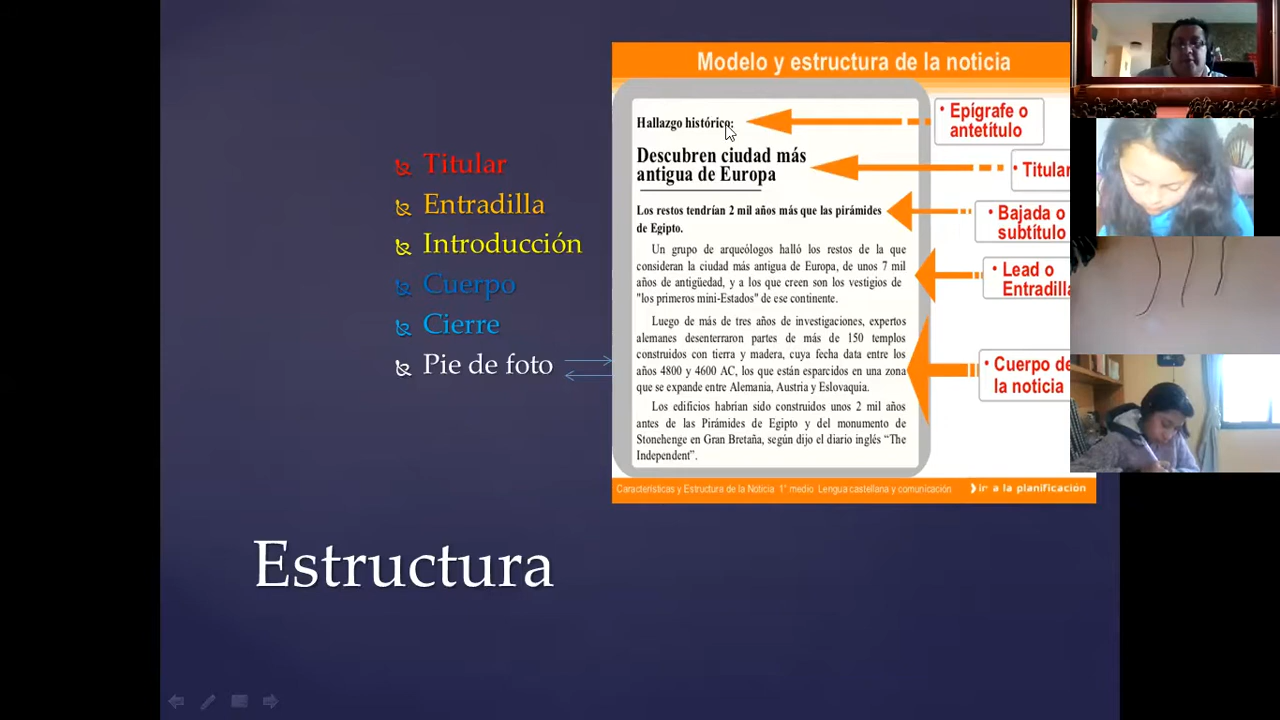 Titular
Entradilla
Introducción
Cuerpo
Cierre
Pie de foto
Estructura
Modelo y estructura de la noticia
Hallazgo histórico:
Descubren ciudad más
antigua de Europa
Los restos tendrían 2 mil años más que las pirámides
de Egipto.
Un grupo de arqueólogos halló los restos de la que
consideran la ciudad más antigua de Europa, de unos 7 mil
años de antigüedad, y a los que creen son los vestigios de
"los primeros mini-Estados" de ese continente.
Luego de más de tres años de investigaciones, expertos
alemanes desenterraron partes de más de 150 templos
construidos con tierra y madera, cuya fecha data entre los
años 4800 y 4600 AC, los que están esparcidos en una zona
que se expande entre Alemania, Austria y Eslovaquia.
Los edificios habrian sido construidos unos 2 mil años
antes de las Pirámides de Egipto y del monumento de
Stonehenge en Gran Bretaña, según dijo el diario inglés “The
Independent”.
• Epígrafe o
antetítulo
• Titular
• Bajada o
subtítulo
• Lead o
Entradilla
• Cuerpo de
la noticia
Características y Estructura de la Noticia 1° medio Lengua castellana y comunicación
Ir a la planificación